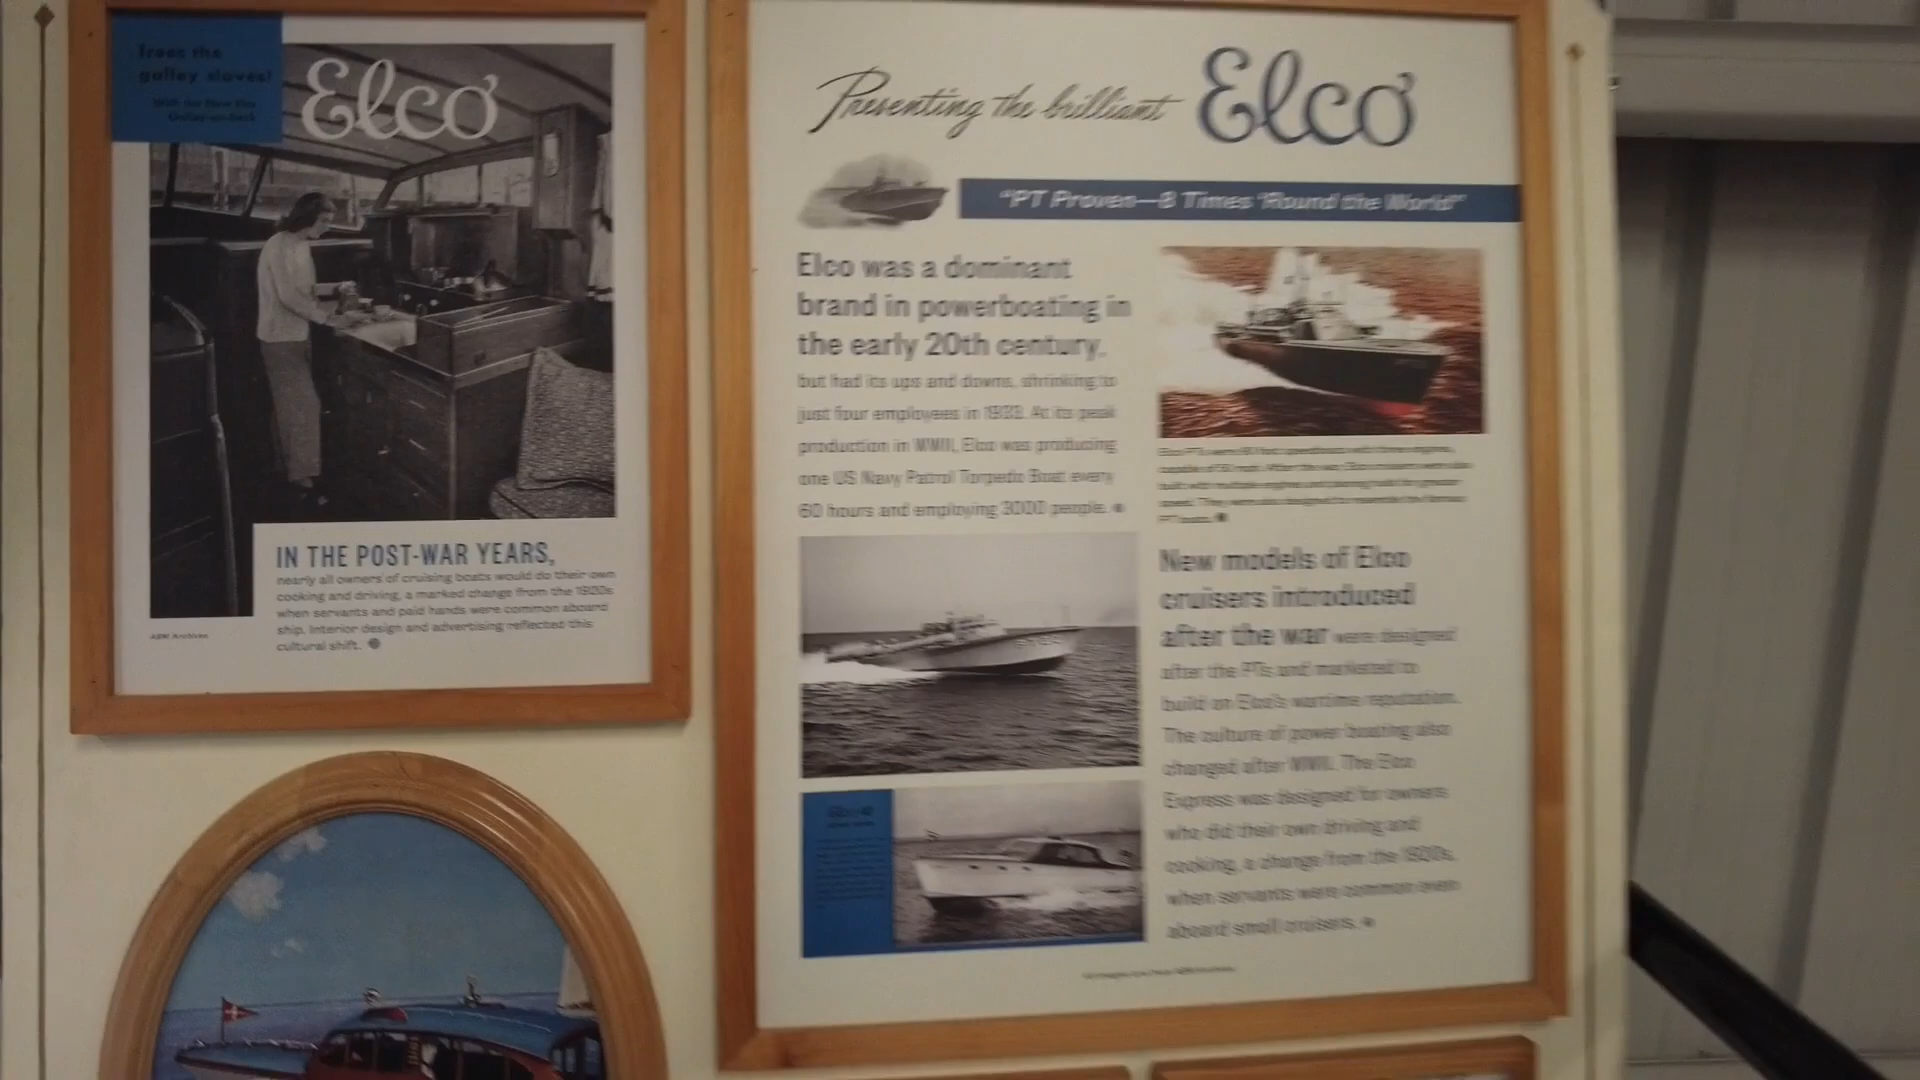 frees the
galley slaves!
Elco
IN THE POST-WAR YEARS,
nearly all owners of cruising boats would do their own
cooking and driving, a marked change from the 1920s
when servants and paid hands were common aboard
ship. Interior design and advertising reflected this
cultural shift.
ABM Archives
Presenting the brilliant Elco
"PT Proven—8 Times 'Round the World!"
Elco was a dominant
brand in powerboating in
the early 20th century,
but had its ups and downs, shrinking to
just four employees in 1933. At its peak
production in WWII, Elco was producing
one US Navy Patrol Torpedo Boat every
60 hours and employing 3000 people.
New models of Elco
cruisers introduced
after the war were designed
after the PTs and marketed to
build on Elco's wartime reputation.
The culture of power boating also
changed after WWII. The Elco
Express was designed for owners
who did their own driving and
cooking, a change from the 1920s,
when servants were common even
aboard small cruisers.